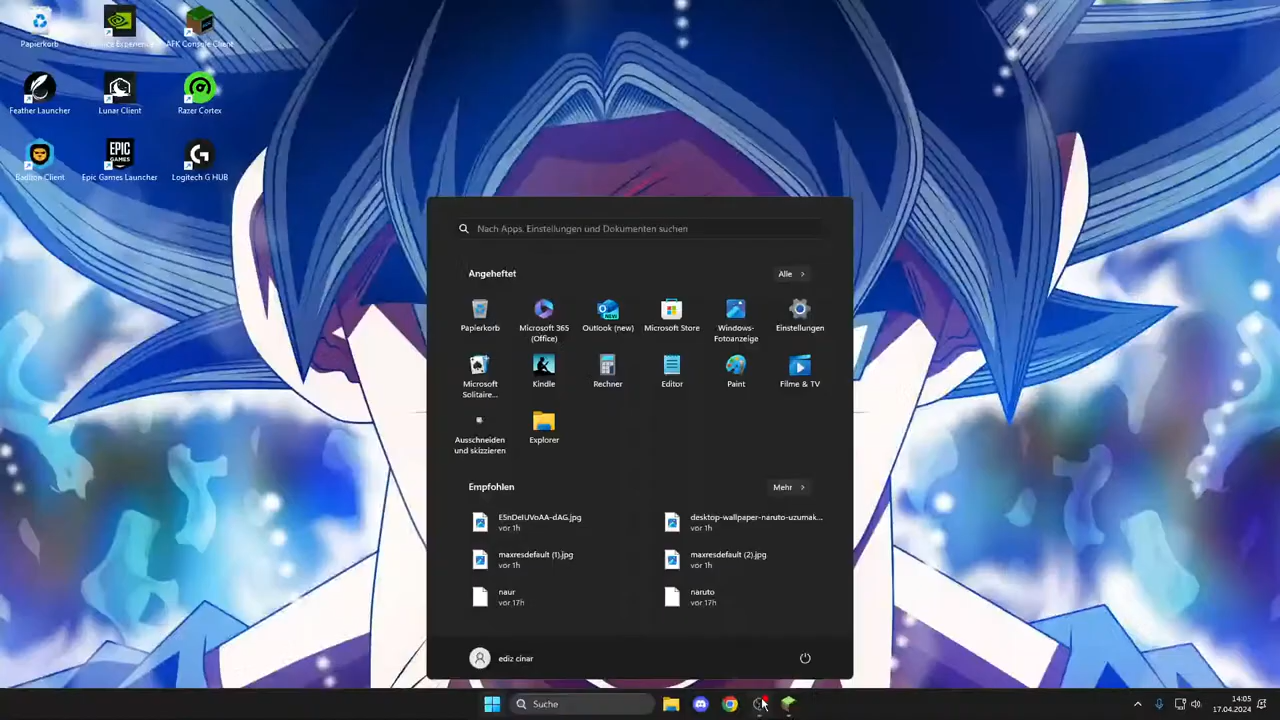 Papierkorb
AFK Console Client
Feather Launcher
Lunar Client
Razer Cortex
EPIC
GAMES
Epic Games Launcher
Logitech G HUB
Nach Apps, Einstellungen und Dokumenten suchen
Angeheftet
Alle
Papierkorb
Microsoft 365
(Office)
NEW
Outlook (new)
Microsoft Store
Windows-
Fotoanzeige
Einstellungen
Microsoft
Solitaire...
Kindle
Rechner
Editor
Paint
Filme & TV
Ausschneiden
und skizzieren
Explorer
Empfohlen
Mehr
E5nDeIUVoAA-dAG.jpg
vor 1h
desktop-wallpaper-naruto-uzumak...
vor 1h
maxresdefault (1).jpg
vor 1h
maxresdefault (2).jpg
vor 1h
naur
vor 17h
naruto
vor 17h
ediz cinar
Suche
14:05
17.04.2024